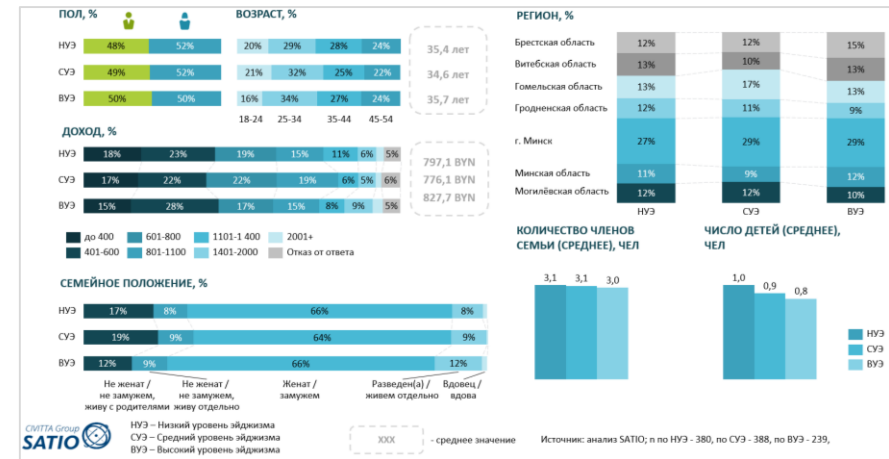 ПОЛ, %
НУЭ 48% 52%
СУЭ 49% 52%
ВУЭ 50% 50%
ВОЗРАСТ, %
20% 29% 28% 24%
21% 32% 25% 22%
16% 34% 27% 24%
18-24 25-34 35-44 45-54
35,4 лет
34,6 лет
35,7 лет
ДОХОД, %
НУЭ 18% 23% 19% 15% 11% 6% 5%
СУЭ 17% 22% 22% 19% 6% 5% 6%
ВУЭ 15% 28% 17% 15% 8% 9% 5%
797,1 BYN
776,1 BYN
827,7 BYN
до 400 601-800 1101-1 400 2001+
401-600 801-1100 1401-2000 Отказ от ответа
СЕМЕЙНОЕ ПОЛОЖЕНИЕ, %
НУЭ 17% 8% 66% 8%
СУЭ 19% 9% 64% 9%
ВУЭ 12% 9% 66% 12%
Не женат / Не женат / Женат / Разведен(а) / Вдовец /
не замужем, не замужем, замужем живем отдельно вдова
живу с родителями живу отдельно
РЕГИОН, %
Брестская область 12% 12% 15%
Витебская область 13% 10% 13%
Гомельская область 13% 17% 13%
Гродненская область 12% 11% 9%
г. Минск 27% 29% 29%
Минская область 11% 9% 12%
Могилёвская область 12% 12% 10%
НУЭ СУЭ ВУЭ
КОЛИЧЕСТВО ЧЛЕНОВ
СЕМЬИ (СРЕДНЕЕ), ЧЕЛ
3,1 3,1 3,0
ЧИСЛО ДЕТЕЙ (СРЕДНЕЕ),
ЧЕЛ
1,0 0,9 0,8
НУЭ
СУЭ
ВУЭ
CIVITTA Group
SATIO
НУЭ – Низкий уровень эйджизма
СУЭ – Средний уровень эйджизма
ВУЭ – Высокий уровень эйджизма
XXX - среднее значение
Источник: анализ SATIO; n по НУЭ - 380, по СУЭ - 388, по ВУЭ - 239,